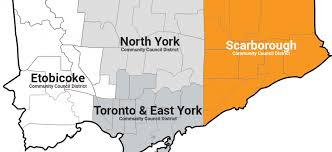 North York
Community Council District
Scarborough
Community Council District
Etobicoke
Community Council District
Toronto & East York
Community Council District